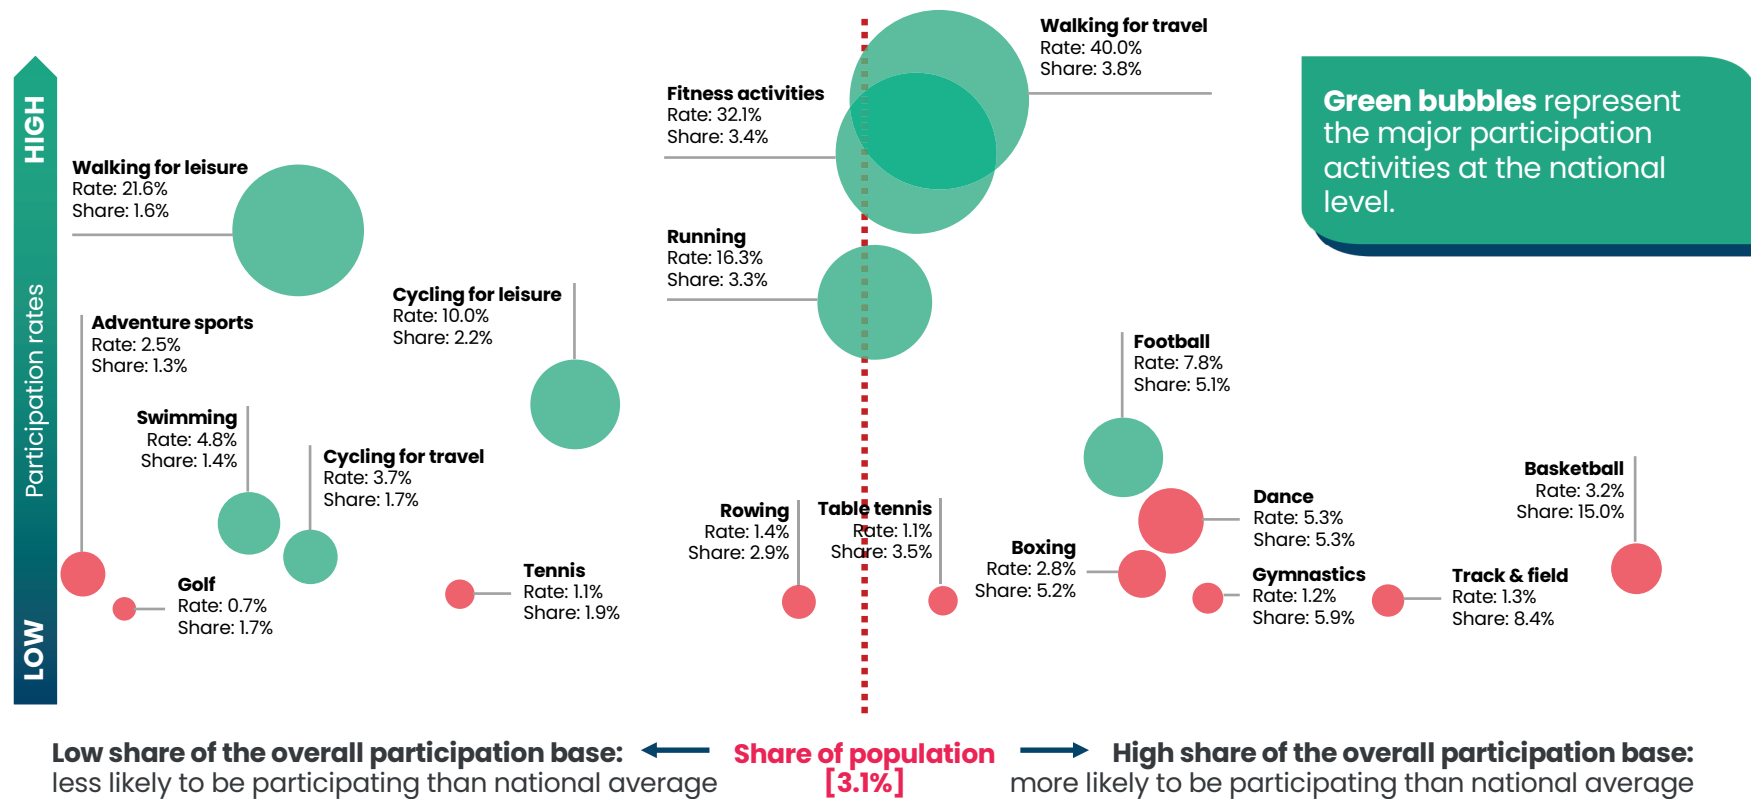 HIGH
Participation rates
LOW
Walking for travel
Rate: 40.0%
Share: 3.8%
Fitness activities
Rate: 32.1%
Share: 3.4%
Green bubbles represent
the major participation
activities at the national
level.
Walking for leisure
Rate: 21.6%
Share: 1.6%
Running
Rate: 16.3%
Share: 3.3%
Cycling for leisure
Rate: 10.0%
Share: 2.2%
Adventure sports
Rate: 2.5%
Share: 1.3%
Football
Rate: 7.8%
Share: 5.1%
Swimming
Rate: 4.8%
Share: 1.4%
Cycling for travel
Rate: 3.7%
Share: 1.7%
Basketball
Rate: 3.2%
Share: 15.0%
Dance
Rate: 5.3%
Share: 5.3%
Rowing
Rate: 1.4%
Share: 2.9%
Table tennis
Rate: 1.1%
Share: 3.5%
Boxing
Rate: 2.8%
Share: 5.2%
Golf
Rate: 0.7%
Share: 1.7%
Tennis
Rate: 1.1%
Share: 1.9%
Gymnastics
Rate: 1.2%
Share: 5.9%
Track & field
Rate: 1.3%
Share: 8.4%
Low share of the overall participation base:
less likely to be participating than national average
Share of population
[3.1%]
High share of the overall participation base:
more likely to be participating than national average